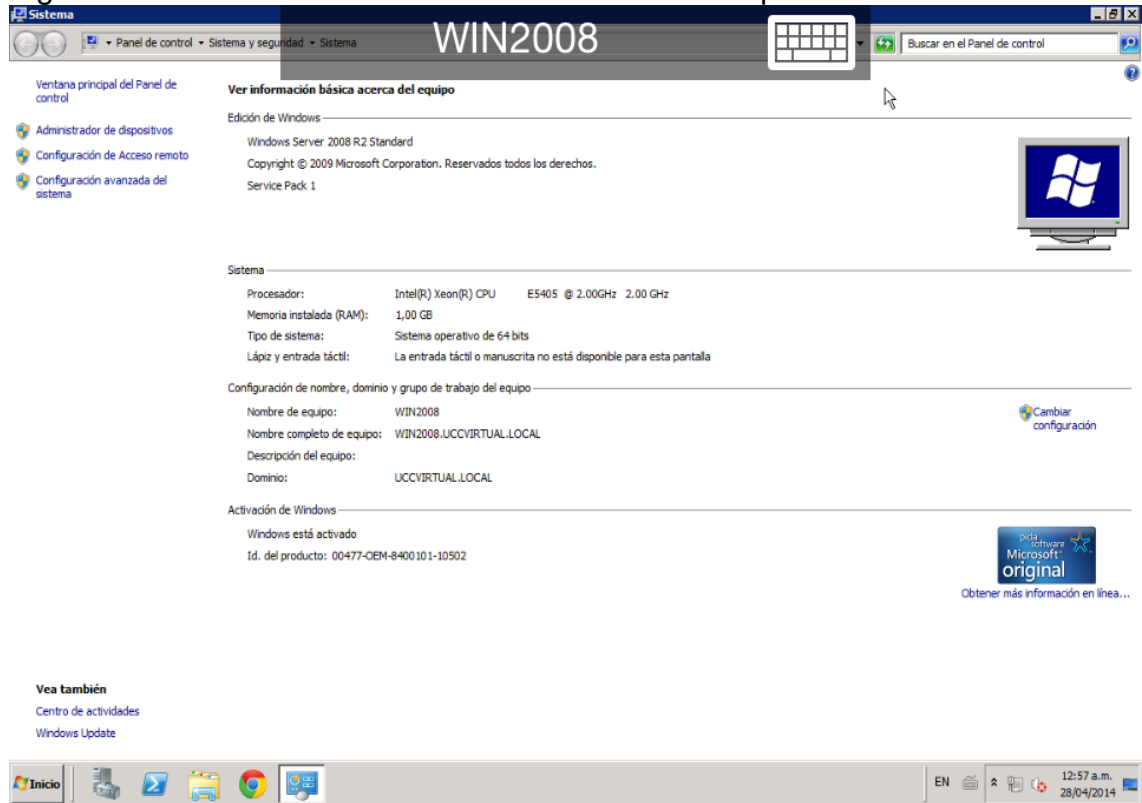 Sistema
WIN2008
Panel de control Sistema y seguridad Sistema
Buscar en el Panel de control
Ventana principal del Panel de
control
Administrador de dispositivos
Configuración de Acceso remoto
Configuración avanzada del
sistema
Ver información básica acerca del equipo
Edición de Windows
Windows Server 2008 R2 Standard
Copyright © 2009 Microsoft Corporation. Reservados todos los derechos.
Service Pack 1
Sistema
Procesador: Intel(R) Xeon(R) CPU E5405 @ 2.00GHz 2.00 GHz
Memoria instalada (RAM): 1,00 GB
Tipo de sistema: Sistema operativo de 64 bits
Lápiz y entrada táctil: La entrada táctil o manuscrita no está disponible para esta pantalla
Configuración de nombre, dominio y grupo de trabajo del equipo
Nombre de equipo: WIN2008
Cambiar
configuración
Nombre completo de equipo: WIN2008.UCCVIRTUAL.LOCAL
Descripción del equipo:
Dominio: UCCVIRTUAL.LOCAL
Activación de Windows
Windows está activado
Id. del producto: 00477-OEM-8400101-10502
pida
software
Microsoft
original
Obtener más información en línea...
Vea también
Centro de actividades
Windows Update
Inicio
EN
12:57 a.m.
28/04/2014